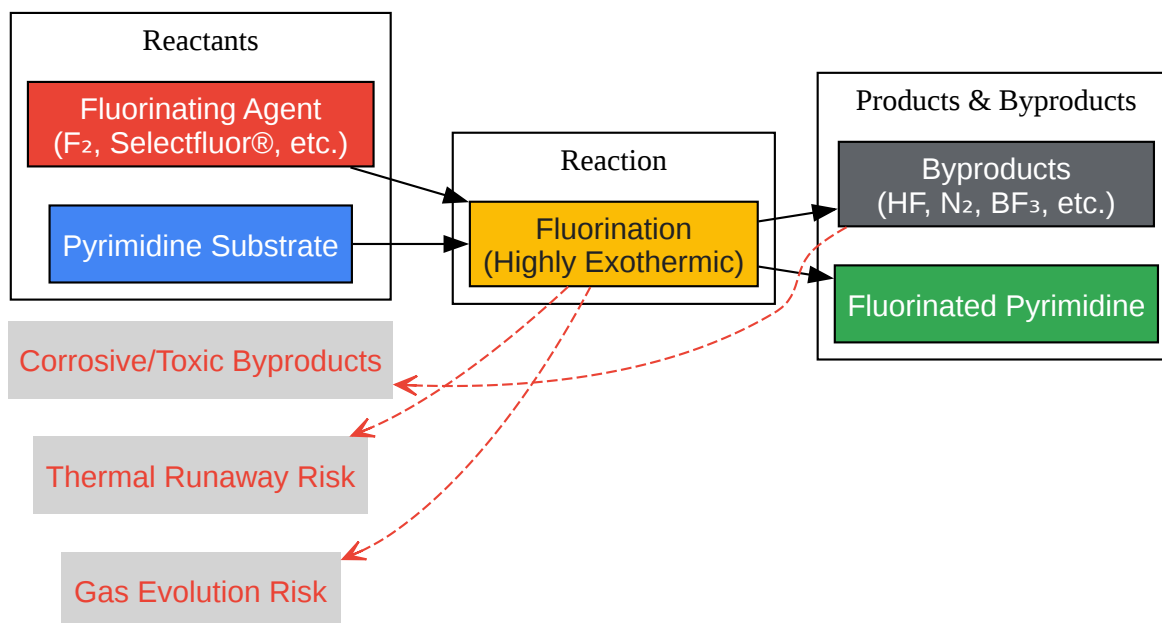 Reactants
Fluorinating Agent
(F₂, Selectfluor®, etc.)
Pyrimidine Substrate
Reaction
Fluorination
(Highly Exothermic)
Products & Byproducts
Byproducts
(HF, N₂, BF₃, etc.)
Fluorinated Pyrimidine
Corrosive/Toxic Byproducts
Thermal Runaway Risk
Gas Evolution Risk